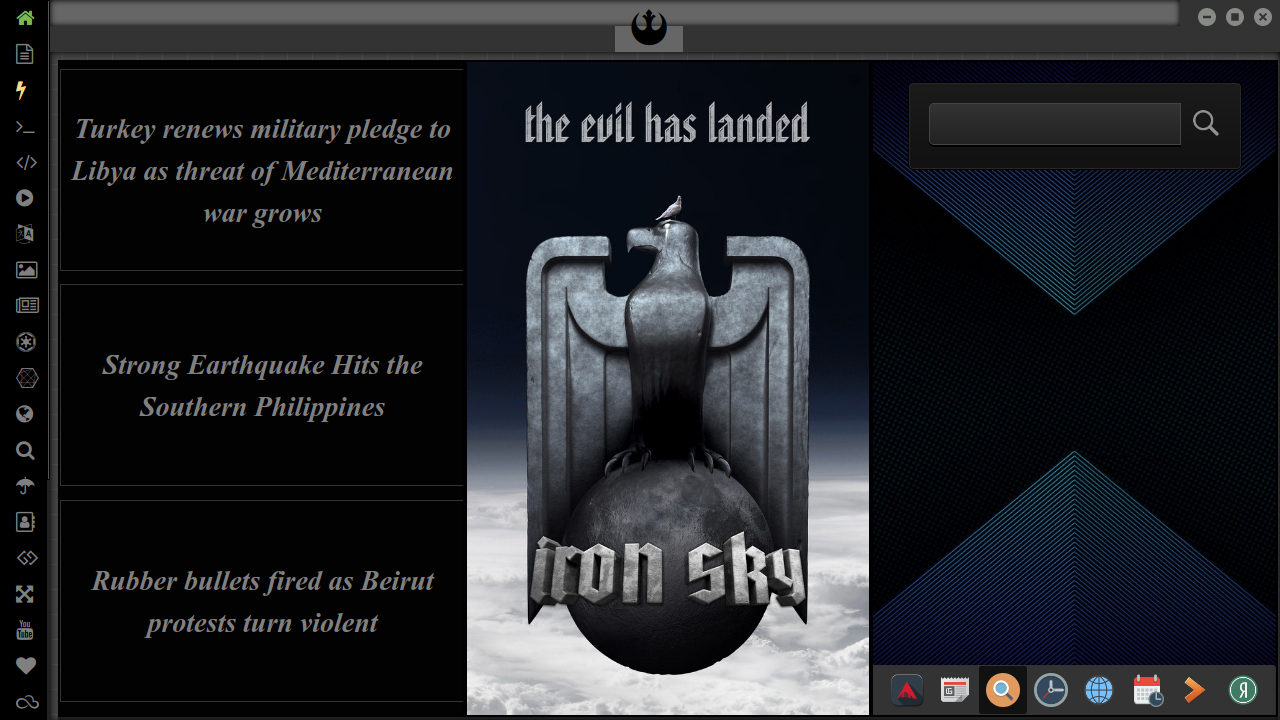 Turkey renews military pledge to
Libya as threat of Mediterranean
war grows
Strong Earthquake Hits the
Southern Philippines
Rubber bullets fired as Beirut
protests turn violent
the evil has landed
iron sky
You
Tube
Я